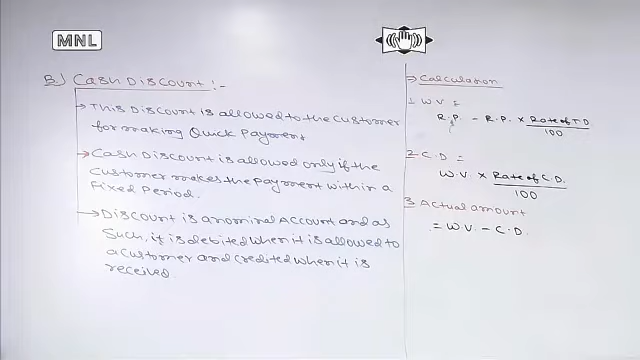 MNL
B.) Cash Discount :-
→ This Discount is allowed to the customer
for making Quick Payment
→ Cash Discount is allowed only if the
customer makes the payment within a
Fixed Period.
→ Discount is a nominal Account and as
such, it is debited when it is allowed to
a customer and credited when it is
received
⇒ Calculation
1 W.V =
R.P. - R.P. × Rate of T.D
100
2 C.D =
W.V. × Rate of C.D.
100
3 Actual amount
= W.V - C.D.